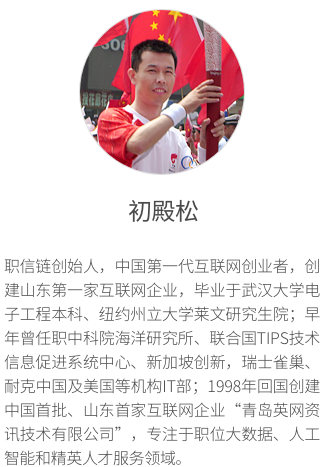 初殿松
职信链创始人，中国第一代互联网创业者，创
建山东第一家互联网企业，毕业于武汉大学电
子工程本科、纽约州立大学莱文研究生院；早
年曾任职中科院海洋研究所、联合国TIPS技术
信息促进系统中心、新加坡创新，瑞士雀巢、
耐克中国及美国等机构IT部；1998年回国创建
中国首批、山东首家互联网企业“青岛英网资
讯技术有限公司”，专注于职位大数据、人工
智能和精英人才服务领域。